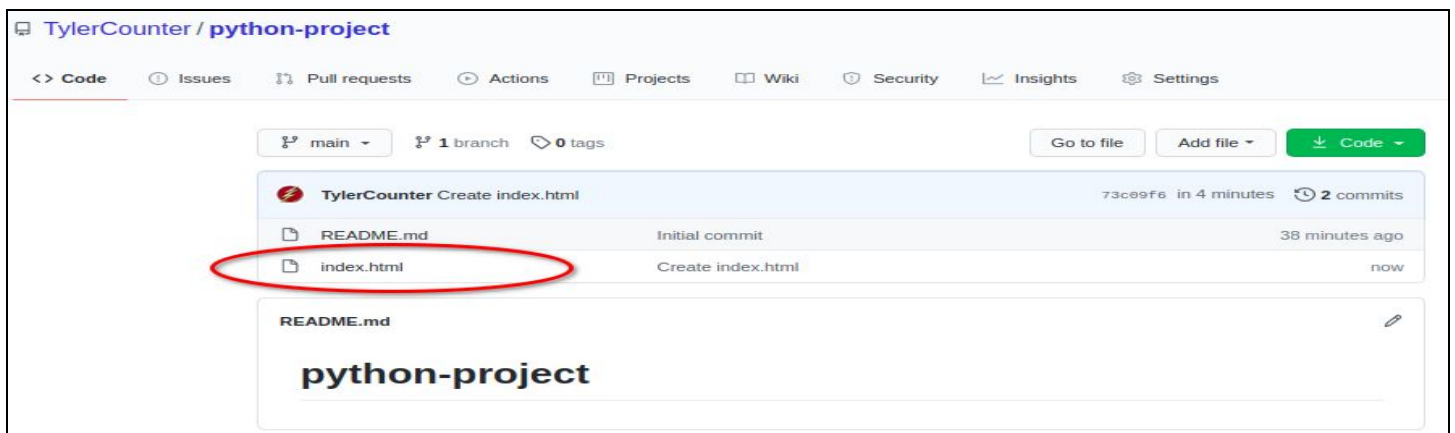 TylerCounter / python-project
<> Code Issues Pull requests Actions Projects Wiki Security Insights Settings
main 1 branch 0 tags Go to file Add file Code
TylerCounter Create index.html 73c09f6 in 4 minutes 2 commits
README.md Initial commit 38 minutes ago
index.html Create index.html now
README.md
python-project